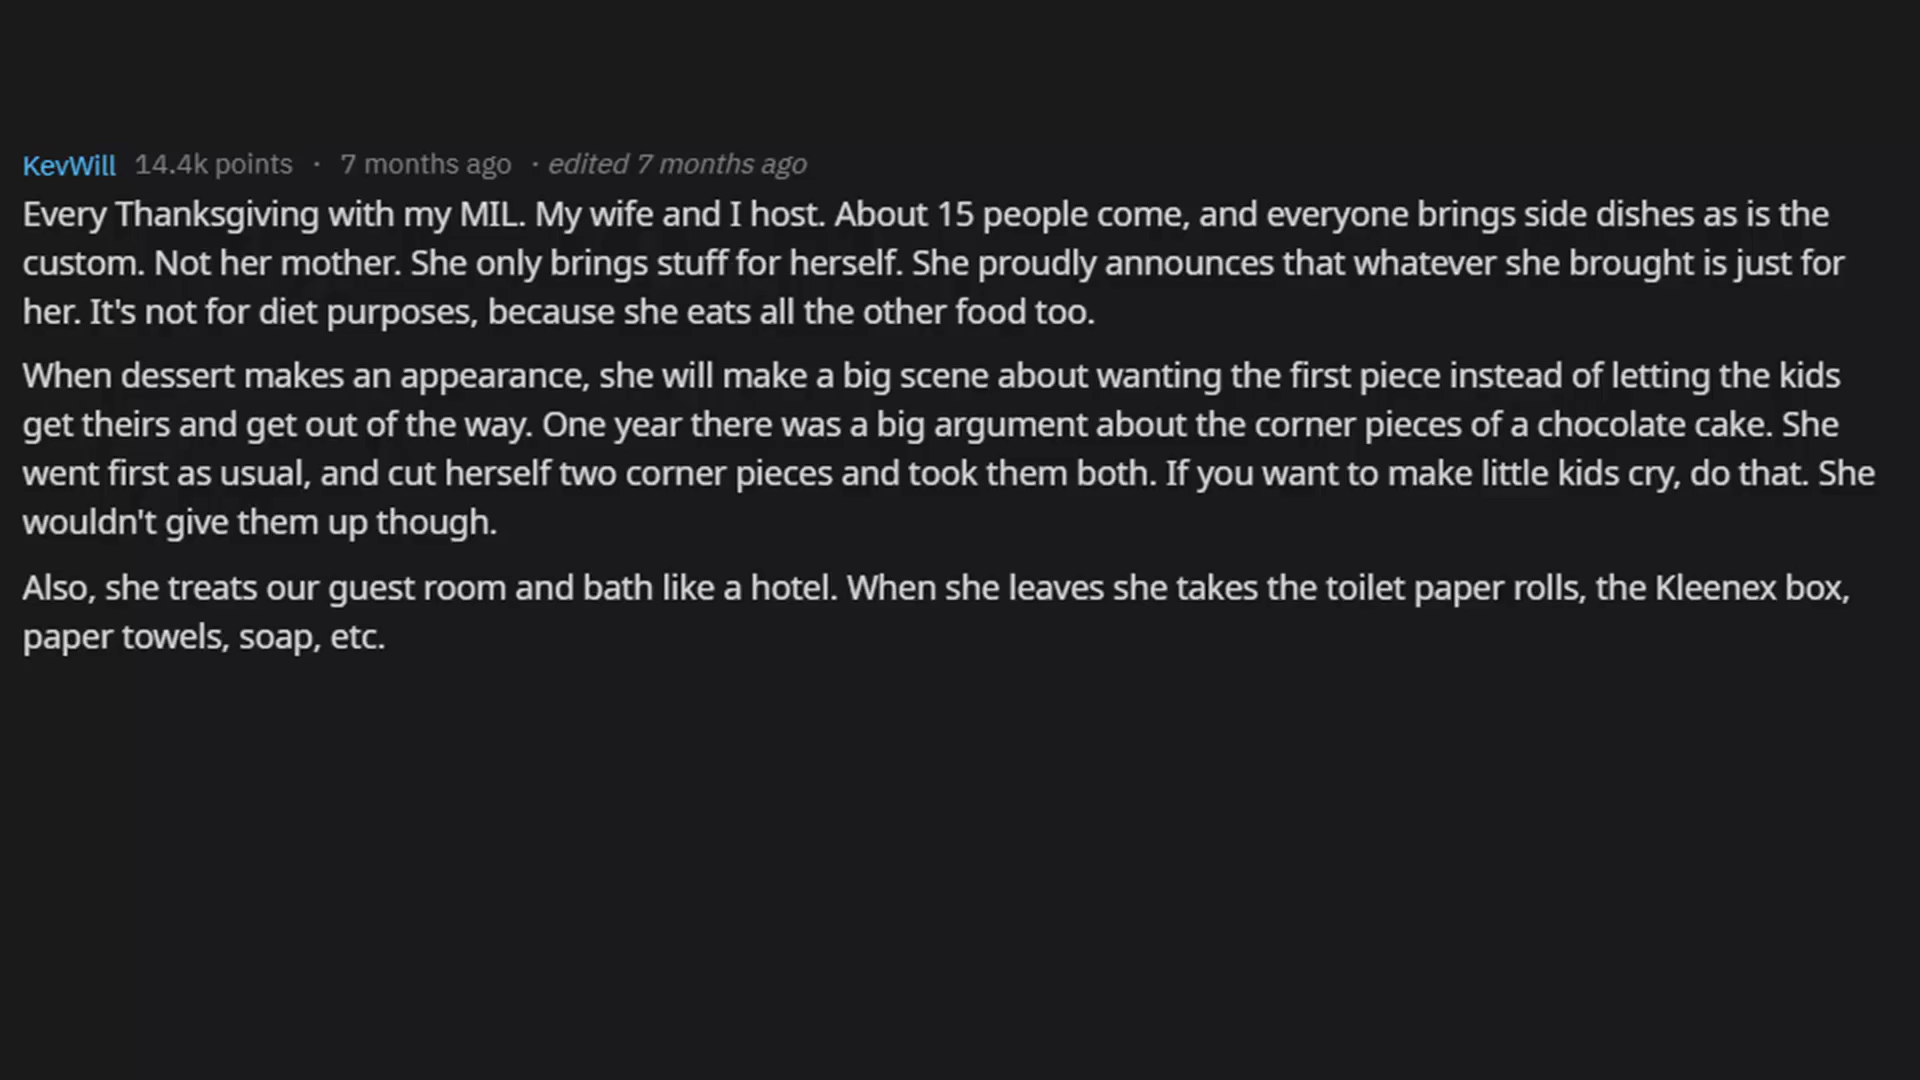 KevWill 14.4k points · 7 months ago · edited 7 months ago
Every Thanksgiving with my MIL. My wife and I host. About 15 people come, and everyone brings side dishes as is the
custom. Not her mother. She only brings stuff for herself. She proudly announces that whatever she brought is just for
her. It's not for diet purposes, because she eats all the other food too.
When dessert makes an appearance, she will make a big scene about wanting the first piece instead of letting the kids
get theirs and get out of the way. One year there was a big argument about the corner pieces of a chocolate cake. She
went first as usual, and cut herself two corner pieces and took them both. If you want to make little kids cry, do that. She
wouldn't give them up though.
Also, she treats our guest room and bath like a hotel. When she leaves she takes the toilet paper rolls, the Kleenex box,
paper towels, soap, etc.